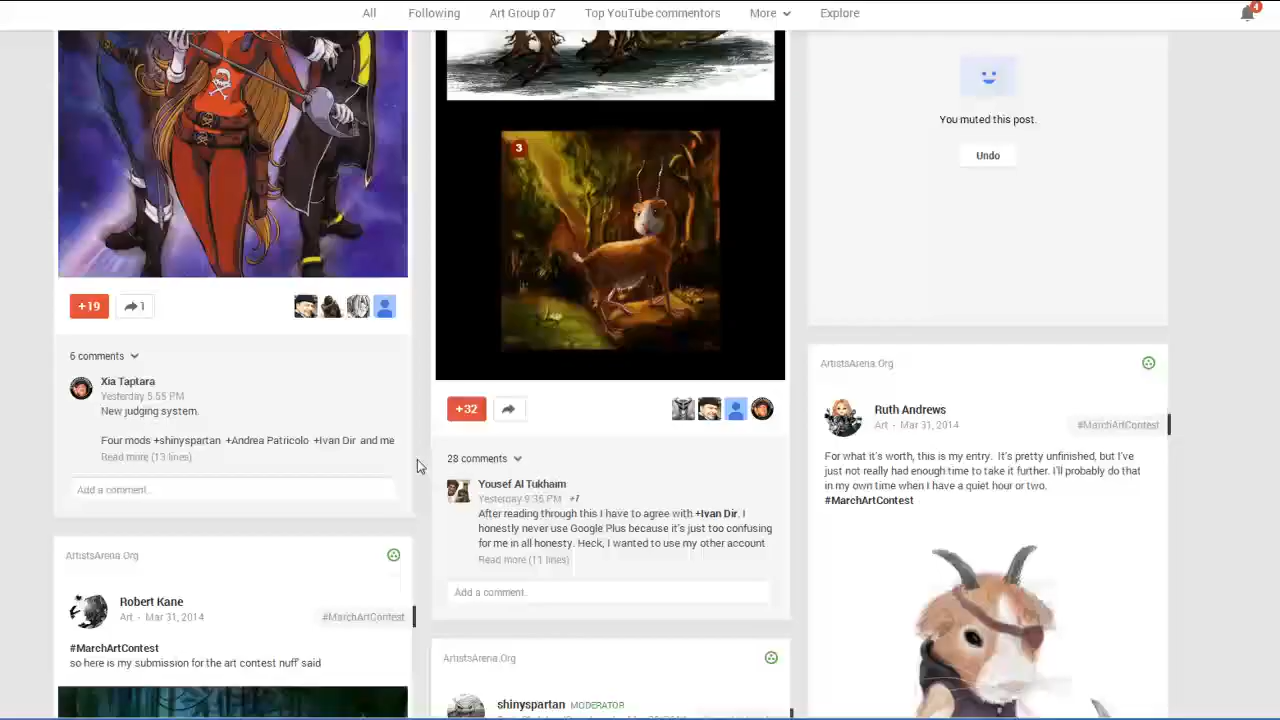 All Following Art Group 07 Top YouTube commentors More Explore
4
+19
1
6 comments
Xia Taptara
Yesterday 5:55 PM
New judging system.
Four mods +shinyspartan +Andrea Patricolo +Ivan Dir and me
Read more (13 lines)
Add a comment...
ArtistsArena.Org
Robert Kane
Art - Mar 31, 2014
#MarchArtContest
#MarchArtContest
so here is my submission for the art contest nuff said
3
+32
28 comments
Yousef Al Tukhaim
Yesterday 9:36 PM +1
After reading through this I have to agree with +Ivan Dir. I
honestly never use Google Plus because it's just too confusing
for me in all honesty. Heck, I wanted to use my other account
Read more (11 lines)
Add a comment...
ArtistsArena.Org
shinyspartan MODERATOR
You muted this post.
Undo
ArtistsArena.Org
Ruth Andrews
Art - Mar 31, 2014
#MarchArtContest
For what it's worth, this is my entry. It's pretty unfinished, but I've
just not really had enough time to take it further. I'll probably do that
in my own time when I have a quiet hour or two.
#MarchArtContest